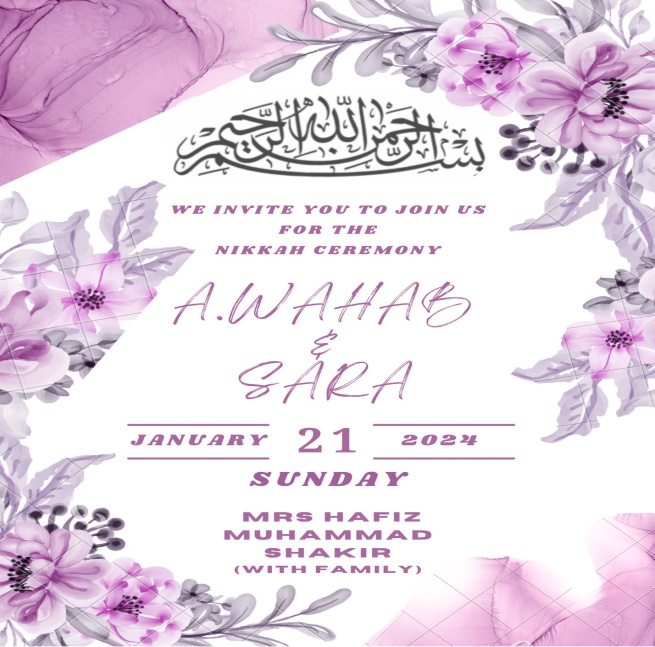 بسم الله الرحمن الرحيم
WE INVITE YOU TO JOIN US
FOR THE
NIKKAH CEREMONY
A.WAHAB
&
SARA
JANUARY 21 2024
SUNDAY
MRS HAFIZ
MUHAMMAD
SHAKIR
(WITH FAMILY)